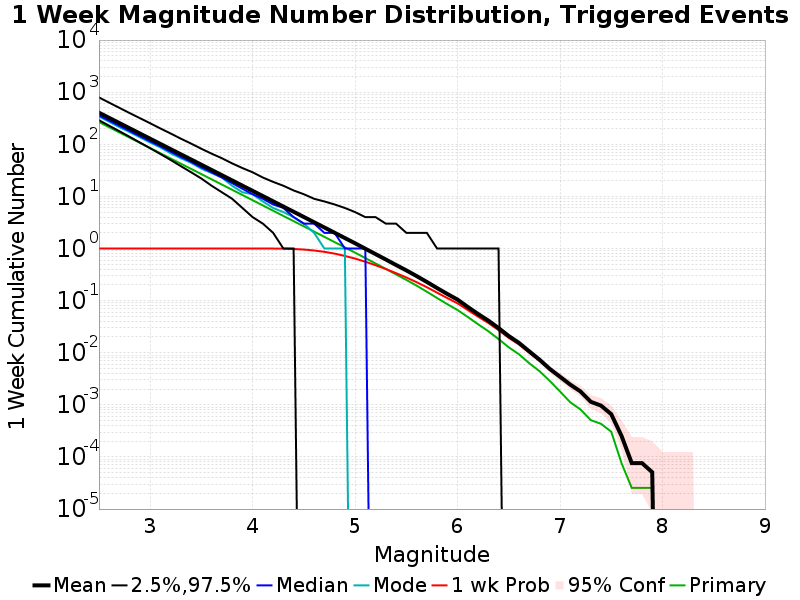 1 Week Magnitude Number Distribution, Triggered Events
10^4
10^3
10^2
10^1
10^0
10^-1
10^-2
10^-3
10^-4
10^-5
1 Week Cumulative Number
3 4 5 6 7 8 9
Magnitude
Mean 2.5%,97.5% Median Mode 1 wk Prob 95% Conf Primary